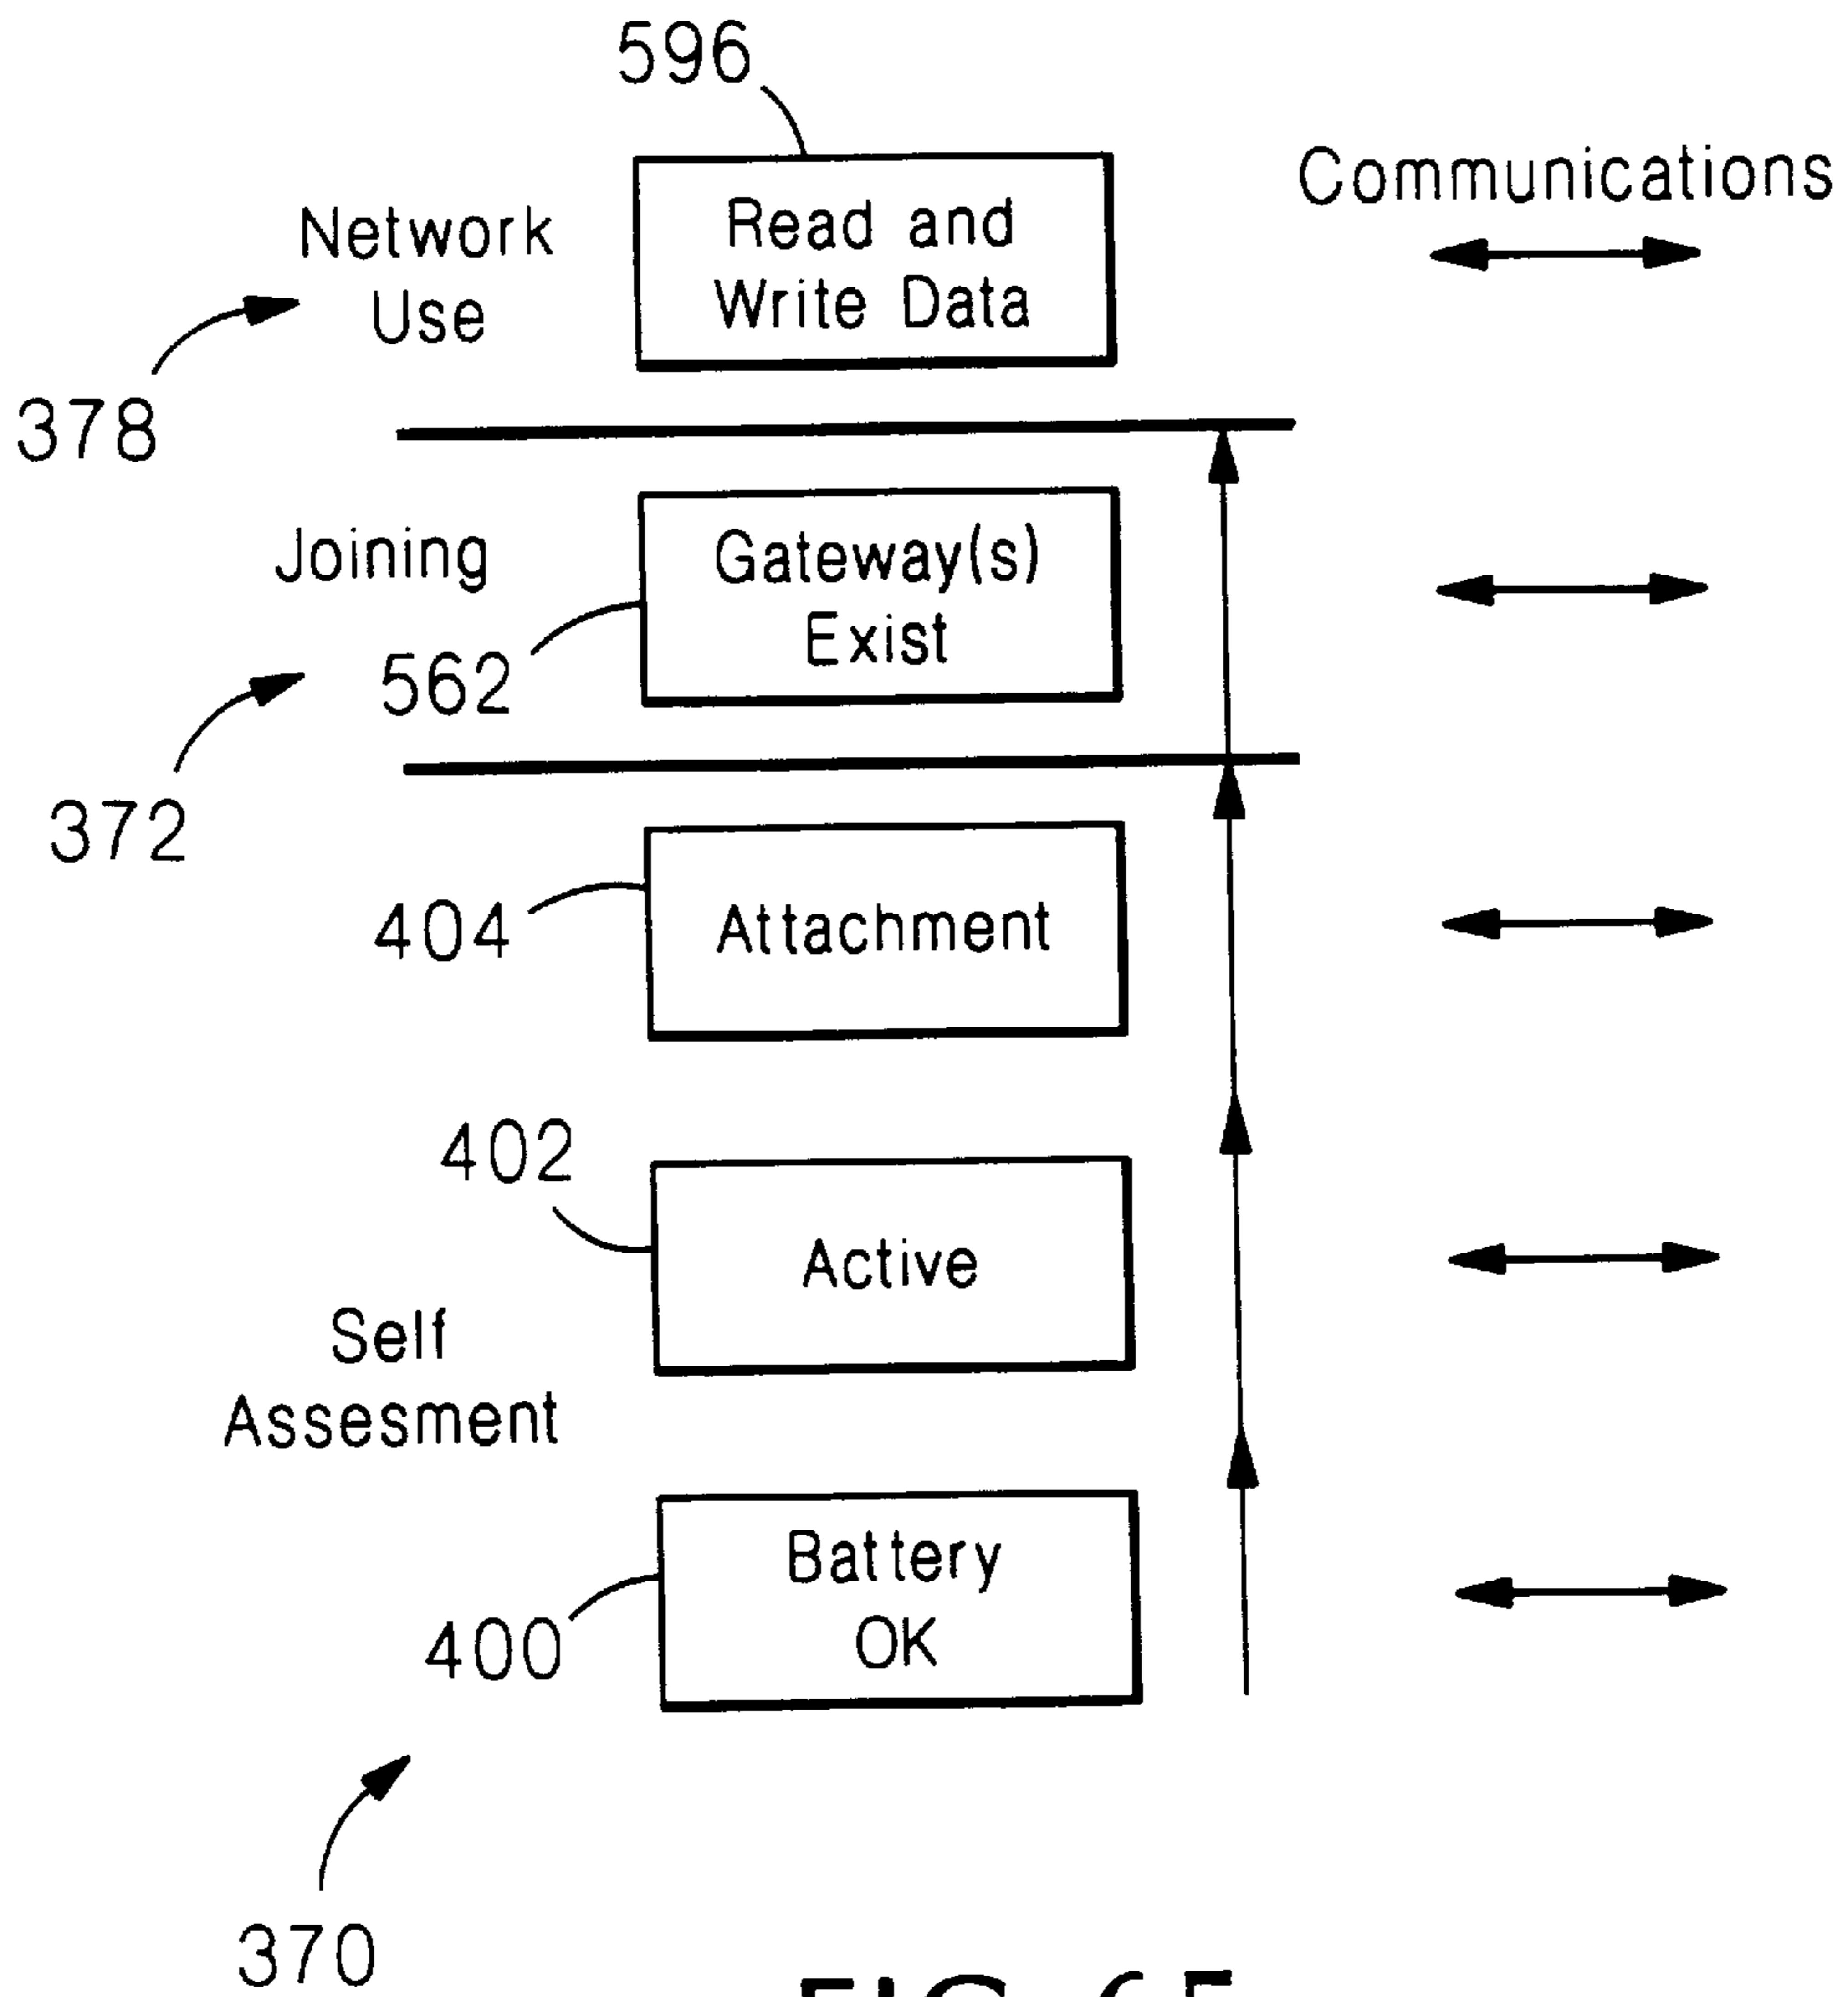 596
Communications
Network
Use
Read and
Write Data
378
Joining
Gateway(s)
Exist
562
372
404
Attachment
402
Active
Self
Assesment
Battery
OK
400
370